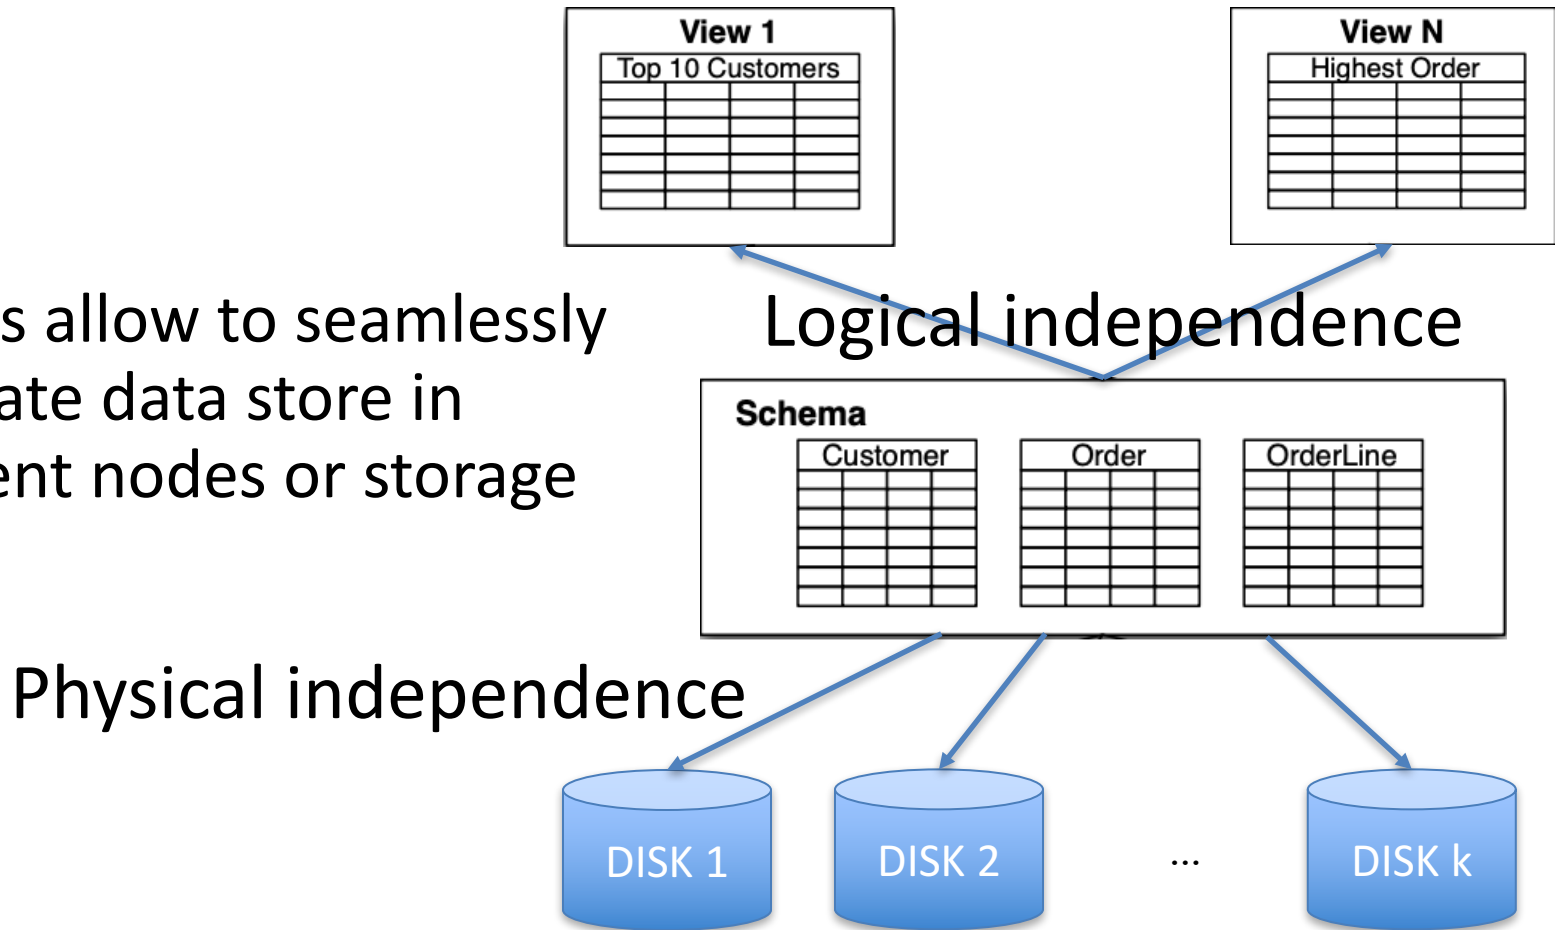 View 1
Top 10 Customers
View N
Highest Order
s allow to seamlessly
ate data store in
ent nodes or storage
Logical independence
Schema
Customer
Order
OrderLine
Physical independence
DISK 1
DISK 2
...
DISK k